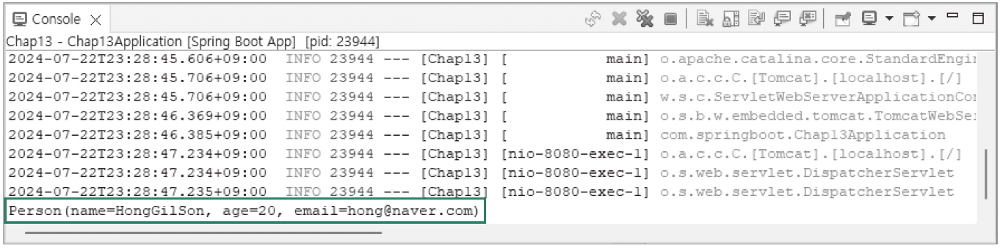 Console
Chap13 - Chap13Application [Spring Boot App] [pid: 23944]
2024-07-22T23:28:45.606+09:00 INFO 23944 --- [Chap13] [ main] o.apache.catalina.core.StandardEngin
2024-07-22T23:28:45.706+09:00 INFO 23944 --- [Chap13] [ main] o.a.c.c.C.[Tomcat].[localhost].[/]
2024-07-22T23:28:45.706+09:00 INFO 23944 --- [Chap13] [ main] w.s.c.ServletWebServerApplicationCon
2024-07-22T23:28:46.369+09:00 INFO 23944 --- [Chap13] [ main] o.s.b.w.embedded.tomcat.TomcatWebSe
2024-07-22T23:28:46.385+09:00 INFO 23944 --- [Chap13] [ main] com.springboot.Chap13Application
2024-07-22T23:28:47.234+09:00 INFO 23944 --- [Chap13] [nio-8080-exec-1] o.a.c.c.C.[Tomcat].[localhost].[/]
2024-07-22T23:28:47.234+09:00 INFO 23944 --- [Chap13] [nio-8080-exec-1] o.s.web.servlet.DispatcherServlet
2024-07-22T23:28:47.235+09:00 INFO 23944 --- [Chap13] [nio-8080-exec-1] o.s.web.servlet.DispatcherServlet
Person(name=HongGilSon, age=20, email=hong@naver.com)